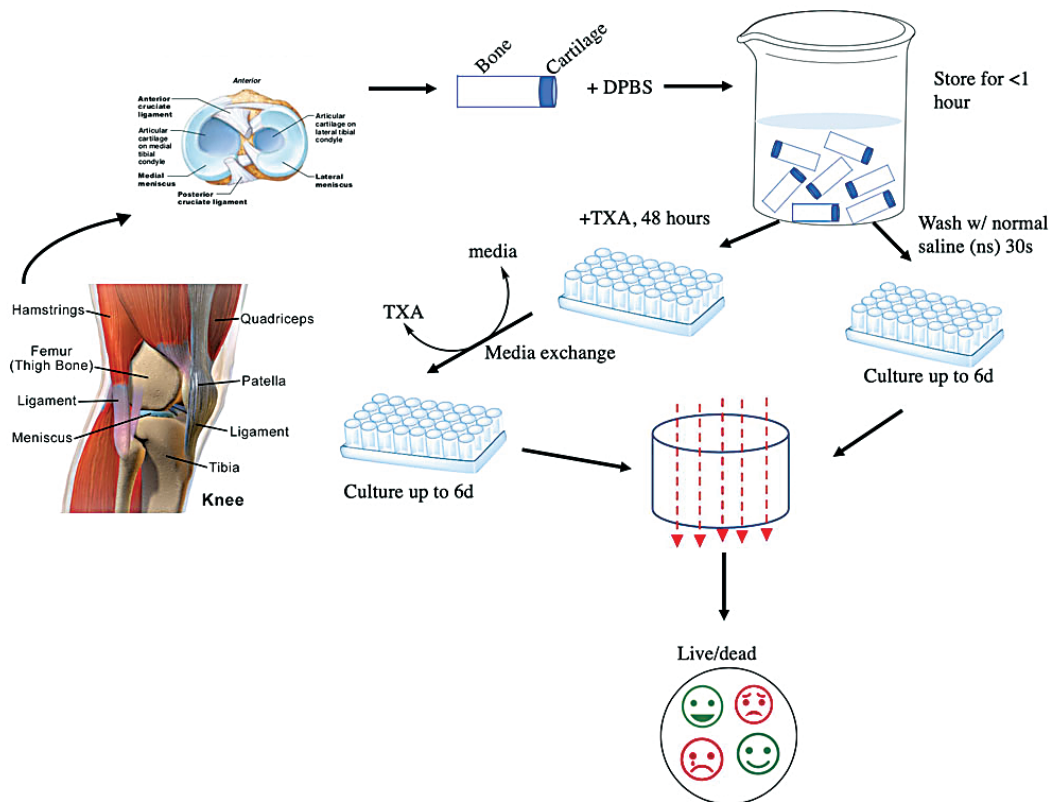 Anterior
Anterior
cruciate
ligament
Articular
cartilage
on medial
tibial
condyle
Medial
meniscus
Articular
cartilage on
lateral tibial
condyle
Lateral
meniscus
Posterior
cruciate ligament
Bone
Cartilage
+ DPBS
Store for <1
hour
+TXA, 48 hours
Wash w/ normal
saline (ns) 30s
media
TXA
Media exchange
Culture up to 6d
Culture up to 6d
Hamstrings
Quadriceps
Femur
(Thigh Bone)
Patella
Ligament
Meniscus
Ligament
Tibia
Knee
Live/dead